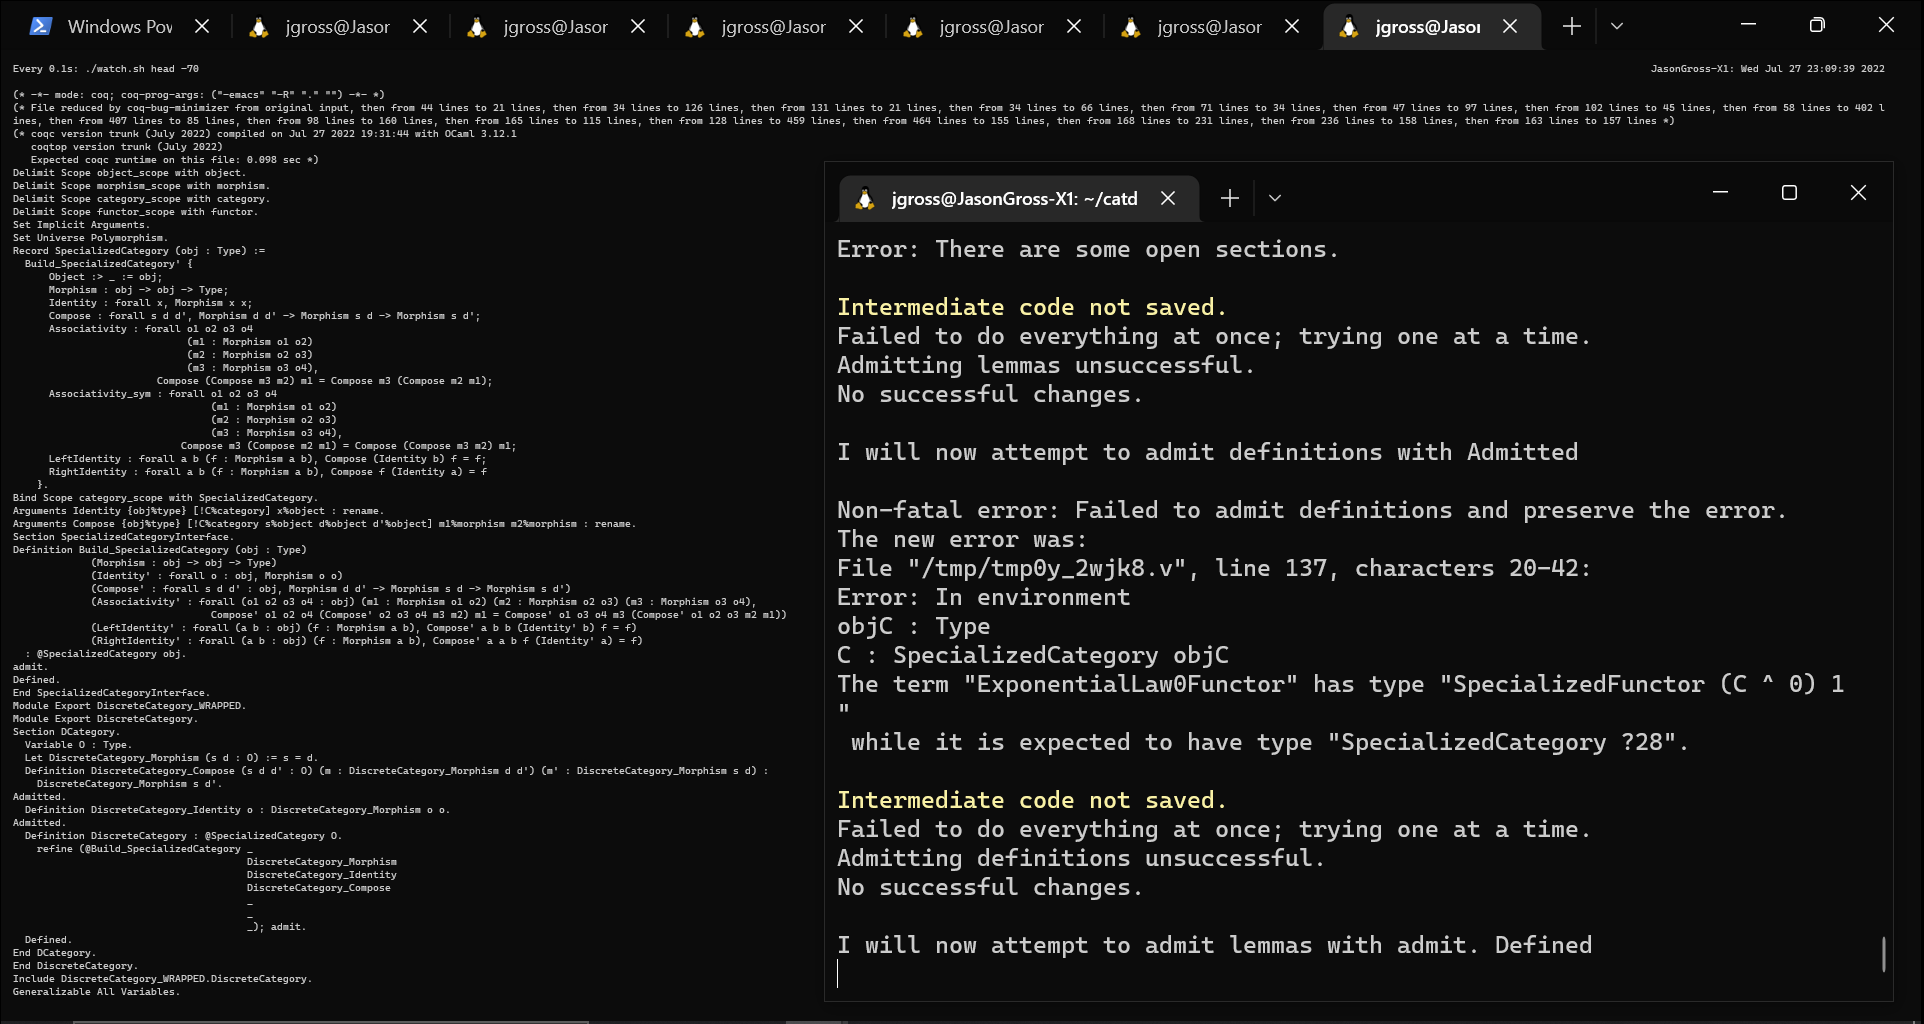 Windows Pow
jgross@Jason
jgross@Jason
jgross@Jason
jgross@Jason
jgross@Jason
jgross@Jason
Every 0.1s: ./watch.sh head -70
JasonGross-X1: Wed Jul 27 23:09:39 2022
(* -*- mode: coq; coq-prog-args: ("-emacs" "-R" "." "") -*- *)
(* File reduced by coq-bug-minimizer from original input, then from 44 lines to 21 lines, then from 34 lines to 126 lines, then from 131 lines to 21 lines, then from 34 lines to 66 lines, then from 71 lines to 34 lines, then from 47 lines to 97 lines, then from 102 lines to 45 lines, then from 58 lines to 402 l
ines, then from 407 lines to 85 lines, then from 98 lines to 160 lines, then from 165 lines to 115 lines, then from 128 lines to 459 lines, then from 464 lines to 155 lines, then from 168 lines to 231 lines, then from 236 lines to 158 lines, then from 163 lines to 157 lines *)
(* coqc version trunk (July 2022) compiled on Jul 27 2022 19:31:44 with OCaml 3.12.1
coqtop version trunk (July 2022)
Expected coqc runtime on this file: 0.098 sec *)
Delimit Scope object_scope with object.
Delimit Scope morphism_scope with morphism.
Delimit Scope category_scope with category.
Delimit Scope functor_scope with functor.
Set Implicit Arguments.
Set Universe Polymorphism.
Record SpecializedCategory (obj : Type) :=
Build_SpecializedCategory' {
Object :> _ := obj;
Morphism : obj -> obj -> Type;
Identity : forall x, Morphism x x;
Compose : forall s d d', Morphism d d' -> Morphism s d -> Morphism s d';
Associativity : forall o1 o2 o3 o4
(m1 : Morphism o1 o2)
(m2 : Morphism o2 o3)
(m3 : Morphism o3 o4),
Compose (Compose m3 m2) m1 = Compose m3 (Compose m2 m1);
Associativity_sym : forall o1 o2 o3 o4
(m1 : Morphism o1 o2)
(m2 : Morphism o2 o3)
(m3 : Morphism o3 o4),
Compose m3 (Compose m2 m1) = Compose (Compose m3 m2) m1;
LeftIdentity : forall a b (f : Morphism a b), Compose (Identity b) f = f;
RightIdentity : forall a b (f : Morphism a b), Compose f (Identity a) = f
}.
Bind Scope category_scope with SpecializedCategory.
Arguments Identity {obj%type} [!C%category] x%object : rename.
Arguments Compose {obj%type} [!C%category s%object d%object d'%object] m1%morphism m2%morphism : rename.
Section SpecializedCategoryInterface.
Definition Build_SpecializedCategory (obj : Type)
(Morphism : obj -> obj -> Type)
(Identity' : forall o : obj, Morphism o o)
(Compose' : forall s d d' : obj, Morphism d d' -> Morphism s d -> Morphism s d')
(Associativity' : forall (o1 o2 o3 o4 : obj) (m1 : Morphism o1 o2) (m2 : Morphism o2 o3) (m3 : Morphism o3 o4),
Compose' o1 o2 o4 (Compose' o2 o3 o4 m3 m2) m1 = Compose' o1 o3 o4 m3 (Compose' o1 o2 o3 m2 m1))
(LeftIdentity' : forall (a b : obj) (f : Morphism a b), Compose' a b b (Identity' b) f = f)
(RightIdentity' : forall (a b : obj) (f : Morphism a b), Compose' a a b f (Identity' a) = f)
: @SpecializedCategory obj.
admit.
Defined.
End SpecializedCategoryInterface.
Module Export DiscreteCategory_WRAPPED.
Module Export DiscreteCategory.
Section DCategory.
Variable O : Type.
Let DiscreteCategory_Morphism (s d : O) := s = d.
Definition DiscreteCategory_Compose (s d d' : O) (m : DiscreteCategory_Morphism d d') (m' : DiscreteCategory_Morphism s d) :
DiscreteCategory_Morphism s d'.
Admitted.
Definition DiscreteCategory_Identity o : DiscreteCategory_Morphism o o.
Admitted.
Definition DiscreteCategory : @SpecializedCategory O.
refine (@Build_SpecializedCategory _
DiscreteCategory_Morphism
DiscreteCategory_Identity
DiscreteCategory_Compose
_
_
_); admit.
Defined.
End DCategory.
End DiscreteCategory.
Include DiscreteCategory_WRAPPED.DiscreteCategory.
Generalizable All Variables.
jgross@JasonGross-X1: ~/catd
Error: There are some open sections.
Intermediate code not saved.
Failed to do everything at once; trying one at a time.
Admitting lemmas unsuccessful.
No successful changes.
I will now attempt to admit definitions with Admitted
Non-fatal error: Failed to admit definitions and preserve the error.
The new error was:
File "/tmp/tmp0y_2wjk8.v", line 137, characters 20-42:
Error: In environment
objC : Type
C : SpecializedCategory objC
The term "ExponentialLaw0Functor" has type "SpecializedFunctor (C ^ 0) 1
"
while it is expected to have type "SpecializedCategory ?28".
Intermediate code not saved.
Failed to do everything at once; trying one at a time.
Admitting definitions unsuccessful.
No successful changes.
I will now attempt to admit lemmas with admit. Defined